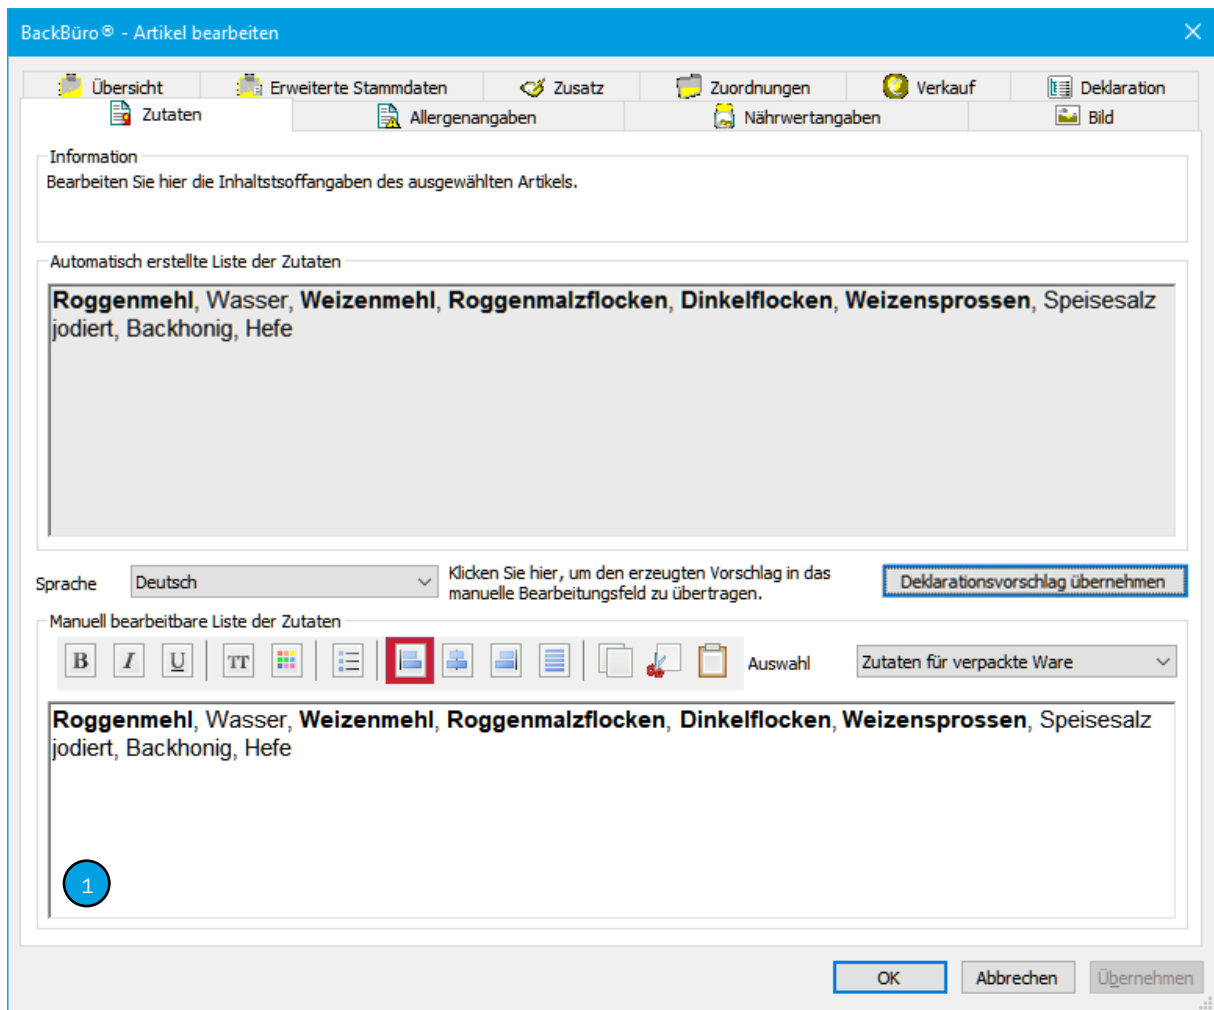 BackBüro® - Artikel bearbeiten
Übersicht Erweiterte Stammdaten Zusatz Zuordnungen Verkauf Deklaration
Zutaten Allergenangaben Nährwertangaben Bild
Information
Bearbeiten Sie hier die Inhaltstsoffangaben des ausgewählten Artikels.
Automatisch erstellte Liste der Zutaten
Roggenmehl, Wasser, Weizenmehl, Roggenmalzflocken, Dinkelflocken, Weizensprossen, Speisesalz
jodiert, Backhonig, Hefe
Sprache Deutsch
Klicken Sie hier, um den erzeugten Vorschlag in das
manuelle Bearbeitungsfeld zu übertragen.
Deklarationsvorschlag übernehmen
Manuell bearbeitbare Liste der Zutaten
B I U TT Auswahl Zutaten für verpackte Ware
Roggenmehl, Wasser, Weizenmehl, Roggenmalzflocken, Dinkelflocken, Weizensprossen, Speisesalz
jodiert, Backhonig, Hefe
1
OK Abbrechen Übernehmen